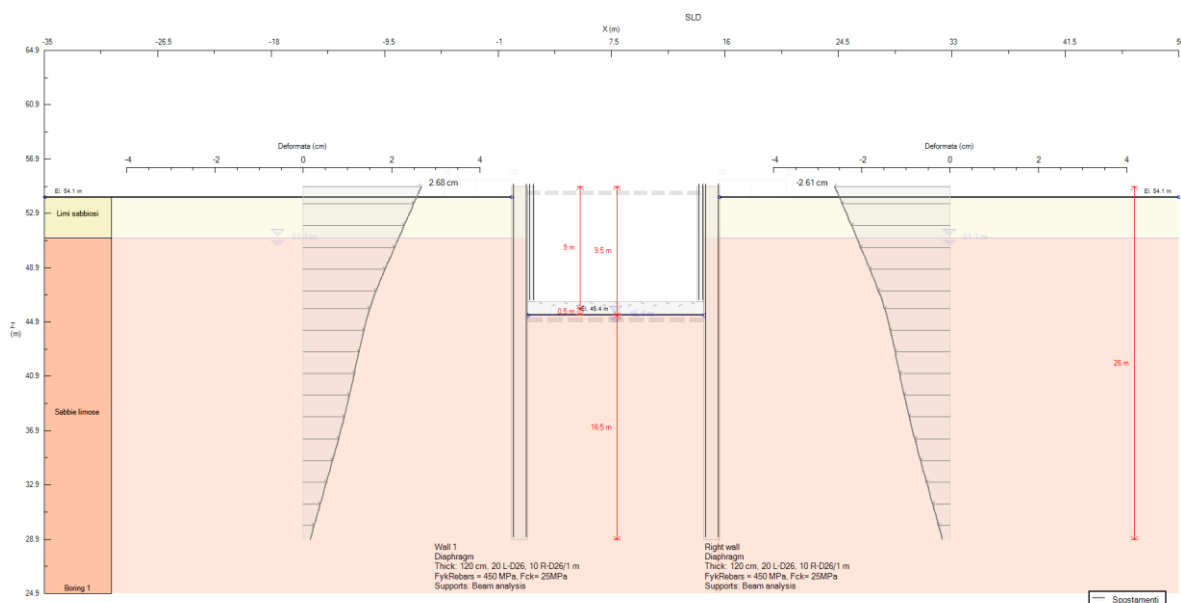 SLD
X (m)
-35 -26.5 -18 -9.5 -1 7.5 16 24.5 33 41.5 5
64.9
60.9
56.9
52.9
48.9
44.9
40.9
36.9
32.9
28.9
24.9
Z
(m)
Deformata (cm)
-4 -2 0 2 4
2.68 cm
El. 54.1 m
Limi sabbiosi
Sabbie limose
Boring 1
9 m
9.5 m
0.5 m
El. 45.4 m
16.5 m
Deformata (cm)
-4 -2 0 2 4
-2.61 cm
El. 54.1 m
26 m
Wall 1
Diaphragm
Thick: 120 cm, 20 L-D26, 10 R-D26/1 m
FykRebars = 450 MPa, Fck= 25MPa
Supports: Beam analysis
Right wall
Diaphragm
Thick: 120 cm, 20 L-D26, 10 R-D26/1 m
FykRebars = 450 MPa, Fck= 25MPa
Supports: Beam analysis
Spostamenti